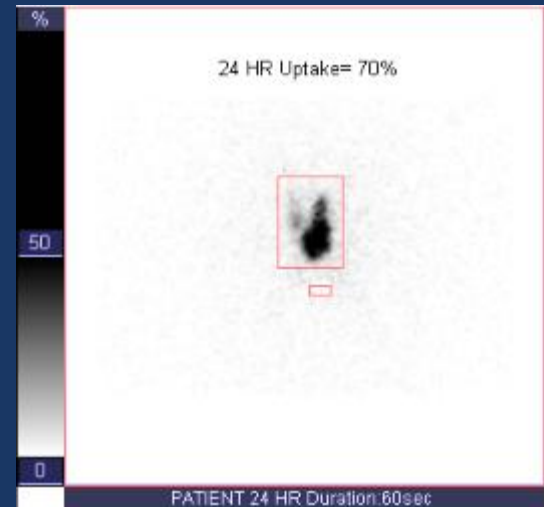 %
24 HR Uptake= 70%
50
0
PATIENT 24 HR Duration:60sec